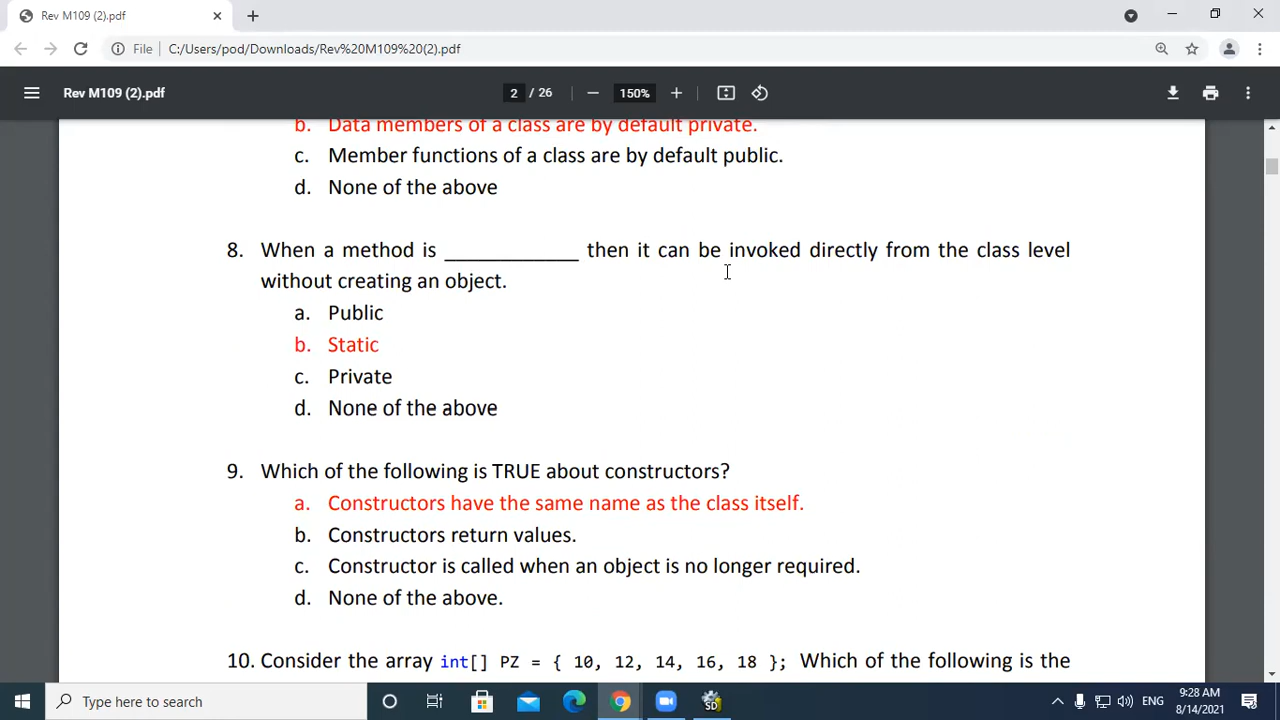 Rev M109 (2).pdf
File
C:/Users/pod/Downloads/Rev%20M109%20(2).pdf
Rev M109 (2).pdf
2 / 26
150%
b. Data members of a class are by default private.
c. Member functions of a class are by default public.
d. None of the above
8. When a method is ____________ then it can be invoked directly from the class level
without creating an object.
a. Public
b. Static
c. Private
d. None of the above
9. Which of the following is TRUE about constructors?
a. Constructors have the same name as the class itself.
b. Constructors return values.
c. Constructor is called when an object is no longer required.
d. None of the above.
10. Consider the array int[] PZ = { 10, 12, 14, 16, 18 }; Which of the following is the
Type here to search
SD
ENG
9:28 AM
8/14/2021